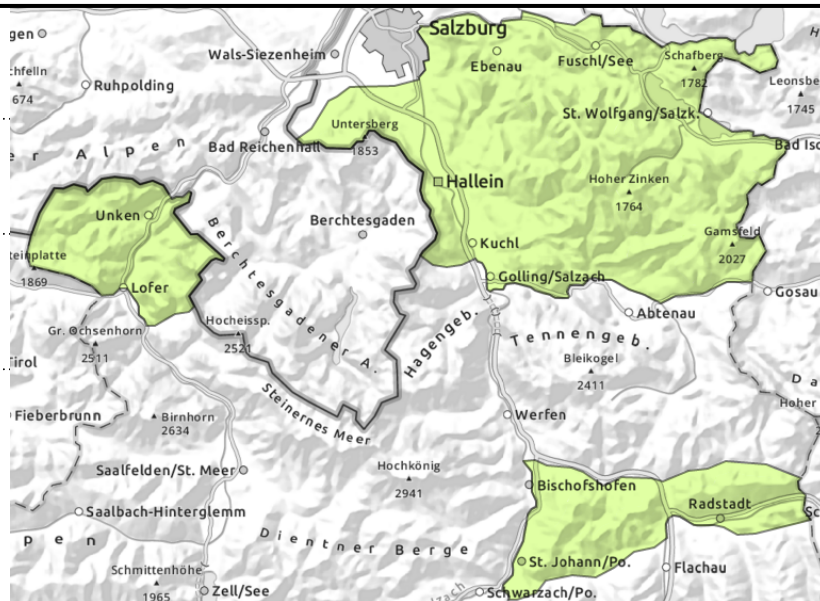 Salzburg
gen
Wals-Siezenheim
Ebenau
Fuschl/See
Schafberg
1782
chfelln
674
Ruhpolding
Leonsbe
1745
St. Wolfgang/Salzk.
Untersberg
1853
Bad Reichenhall
Bad Isc
er Alpen
Hallein
Hoher Zinken
1764
Unken
Berchtesgaden
Gamsfeld
2027
Kuchl
teinplatte
1869
Golling/Salzach
Lofer
Berchtesgadener A.
Gosau
Hocheissp.
2521
Hagengeb.
Abtenau
Gr. Ochsenhorn
2511
Tennengeb.
Bleikogel
2411
Tirol
Da
Steinernes Meer
Hoher
Fieberbrunn
Birnhorn
2634
Werfen
Saalfelden/St. Meer
Hochkönig
2941
Bischofshofen
Radstadt
Saalbach-Hinterglemm
pen
Dientner Berge
St. Johann/Po.
Flachau
Schmittenhöhe
1965
Zell/See
Schwarzach/Po.